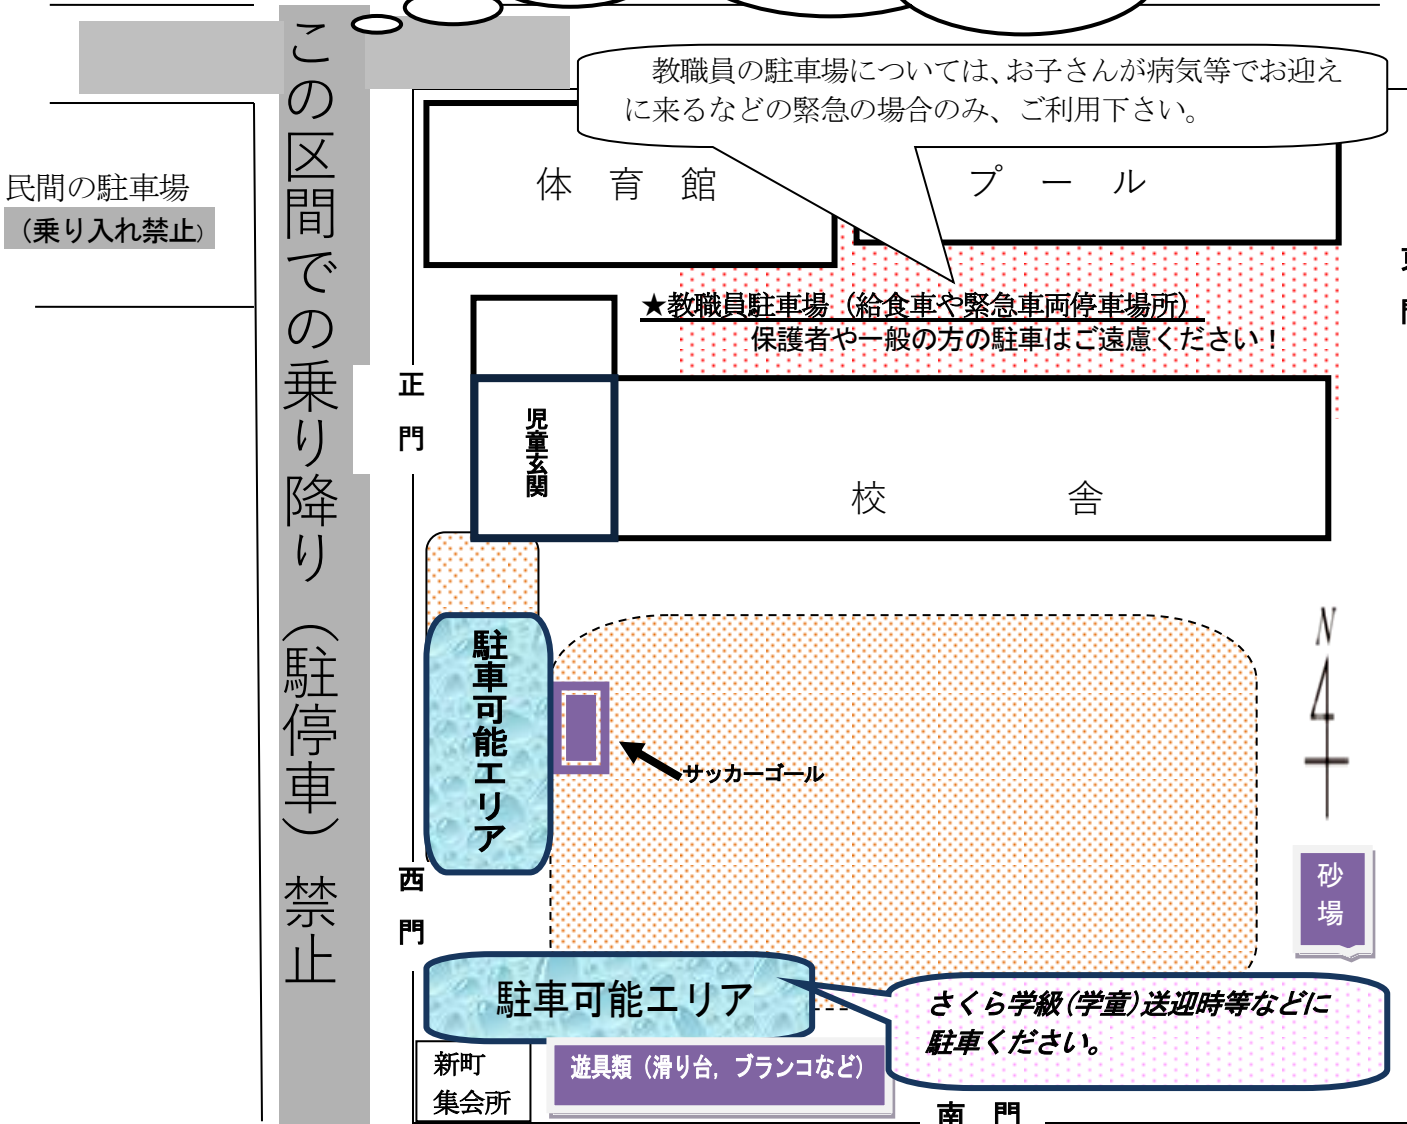 この区間での乗り降り（駐停車）禁止
教職員の駐車場については、お子さんが病気等でお迎え
に来るなどの緊急の場合のみ、ご利用下さい。
民間の駐車場
（乗り入れ禁止）
体　育　館
プ　ー　ル
★教職員駐車場（給食車や緊急車両停車場所）
保護者や一般の方の駐車はご遠慮ください！
正門
児童玄関
校　舎
駐車可能エリア
サッカーゴール
N
砂場
西門
駐車可能エリア
さくら学級(学童)送迎時等などに
駐車ください。
新町
集会所
遊具類（滑り台，ブランコなど）
南　門